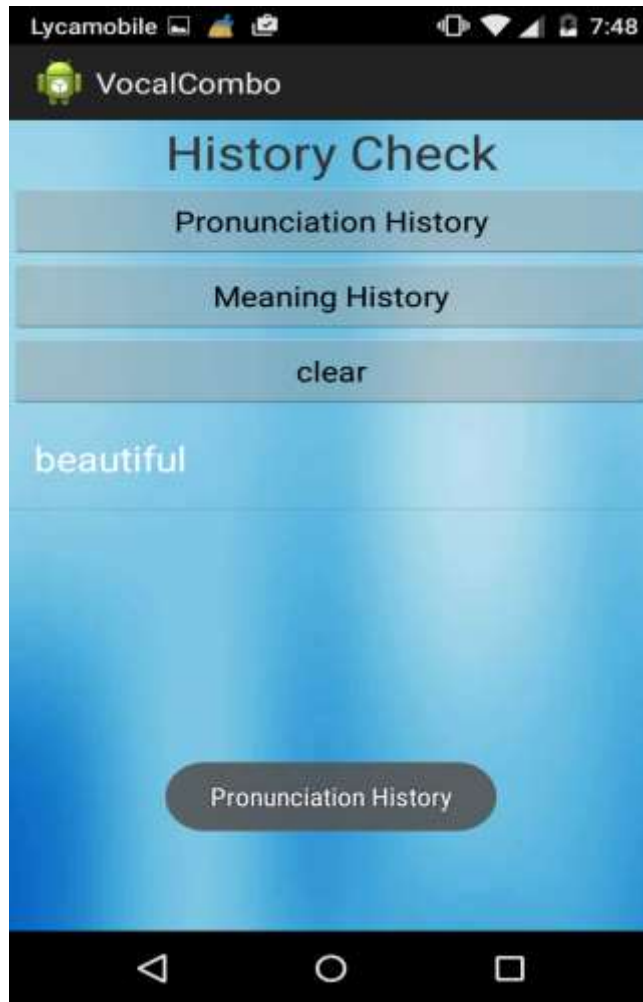 Lycamobile 7:48
VocalCombo
History Check
Pronunciation History
Meaning History
clear
beautiful
Pronunciation History